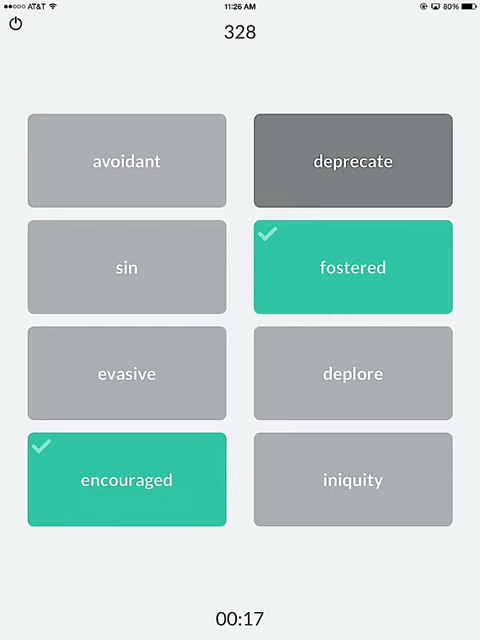 AT&T 11:26 AM 80%
328
avoidant deprecate
sin fostered
evasive deplore
encouraged iniquity
00:17